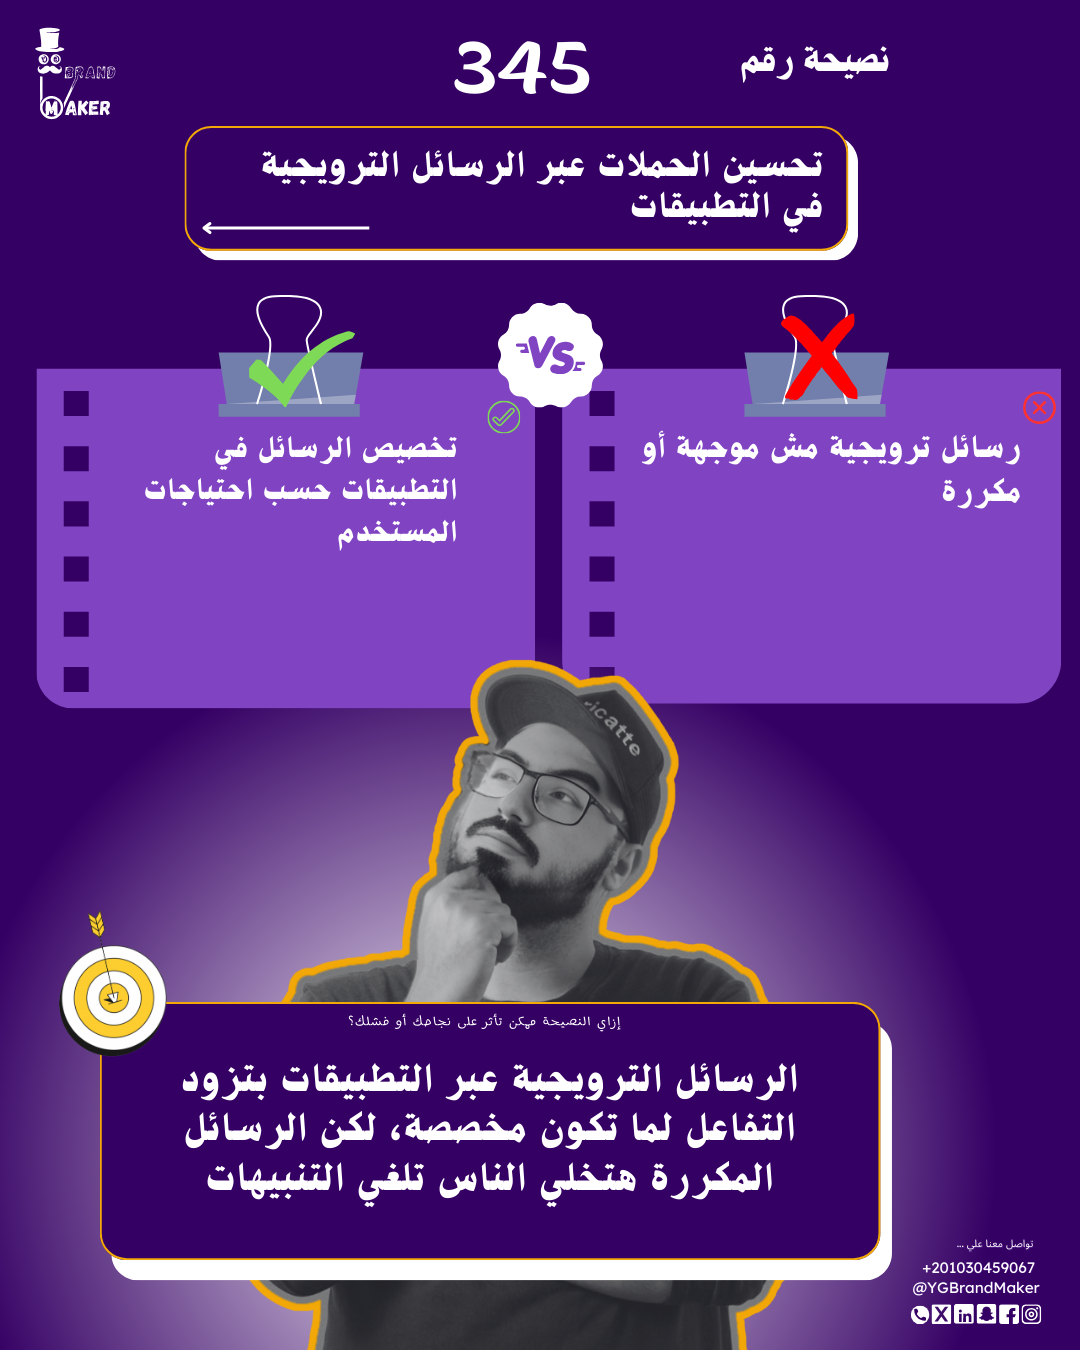 BRAND
MAKER
نصيحة رقم
345
تحسين الحملات عبر الرسائل الترويجية
في التطبيقات
VS
رسائل ترويجية مش موجهة أو
مكررة
تخصيص الرسائل في
التطبيقات حسب احتياجات
المستخدم
icatte
إزاي النصيحة ممكن تأثر على نجاحك أو فشلك؟
الرسائل الترويجية عبر التطبيقات بتزود
التفاعل لما تكون مخصصة، لكن الرسائل
المكررة هتخلي الناس تلغي التنبيهات
تواصل معنا علي ...
+201030459067
@YGBrandMaker